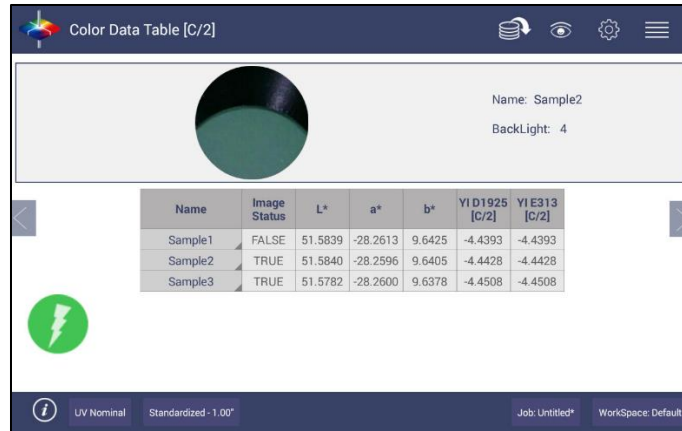 Color Data Table [C/2]
Name: Sample2
BackLight: 4
Name Image Status L* a* b* YI D1925 [C/2] YI E313 [C/2]
Sample1 FALSE 51.5839 -28.2613 9.6425 -4.4393 -4.4393
Sample2 TRUE 51.5840 -28.2596 9.6405 -4.4428 -4.4428
Sample3 TRUE 51.5782 -28.2600 9.6378 -4.4508 -4.4508
i UV Nominal Standardized - 1.00" Job: Untitled* WorkSpace: Default